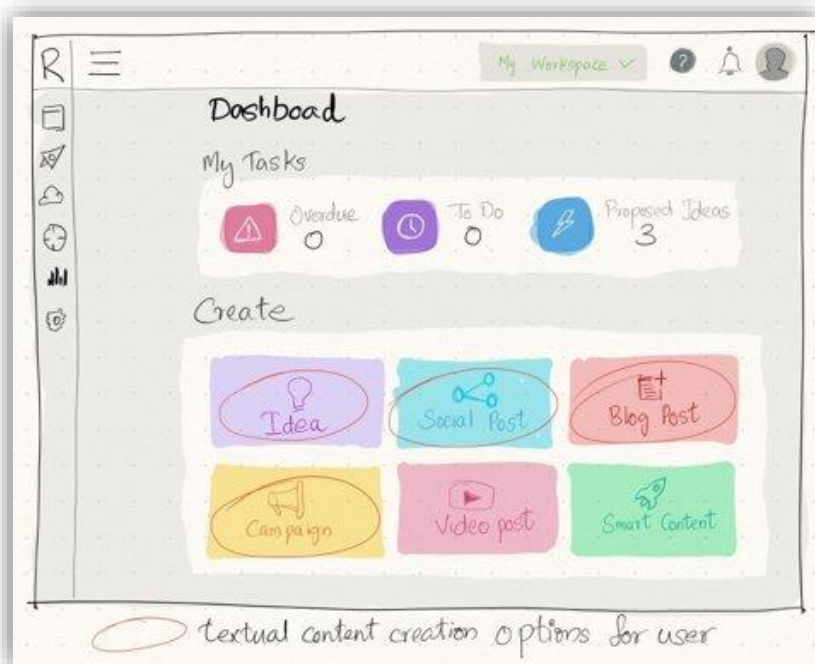 R My Workspace ?
Doshboad
My Tasks
Overdue To Do Proposed Ideas
0 0 3
Create
Idea Social Post Blog Post
Campaign Video post Smart Content
textual content creation options for user